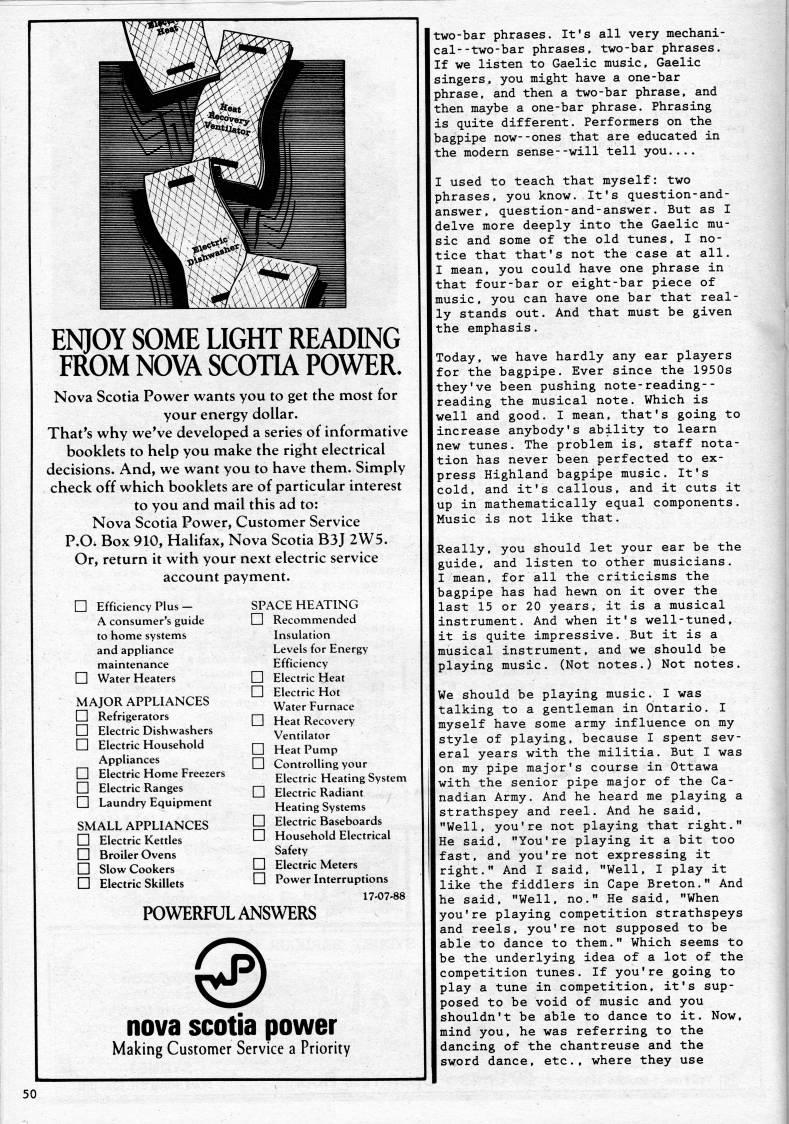 Electric
Heat
Heat
Recovery
Ventilator
Electric
Dishwasher
ENJOY SOME LIGHT READING
FROM NOVA SCOTIA POWER.
Nova Scotia Power wants you to get the most for
your energy dollar.
That's why we've developed a series of informative
booklets to help you make the right electrical
decisions. And, we want you to have them. Simply
check off which booklets are of particular interest
to you and mail this ad to:
Nova Scotia Power, Customer Service
P.O. Box 910, Halifax, Nova Scotia B3J 2W5.
Or, return it with your next electric service
account payment.
☐ Efficiency Plus —
A consumer's guide
to home systems
and appliance
maintenance
☐ Water Heaters
MAJOR APPLIANCES
☐ Refrigerators
☐ Electric Dishwashers
☐ Electric Household
Appliances
☐ Electric Home Freezers
☐ Electric Ranges
☐ Laundry Equipment
SMALL APPLIANCES
☐ Electric Kettles
☐ Broiler Ovens
☐ Slow Cookers
☐ Electric Skillets
SPACE HEATING
☐ Recommended
Insulation
Levels for Energy
Efficiency
☐ Electric Heat
☐ Electric Hot
Water Furnace
☐ Heat Recovery
Ventilator
☐ Heat Pump
☐ Controlling your
Electric Heating System
☐ Electric Radiant
Heating Systems
☐ Electric Baseboards
☐ Household Electrical
Safety
☐ Electric Meters
☐ Power Interruptions
17-07-88
POWERFUL ANSWERS
nova scotia power
Making Customer Service a Priority
50
two-bar phrases. It's all very mechani-
cal--two-bar phrases, two-bar phrases.
If we listen to Gaelic music, Gaelic
singers, you might have a one-bar
phrase, and then a two-bar phrase, and
then maybe a one-bar phrase. Phrasing
is quite different. Performers on the
bagpipe now--ones that are educated in
the modern sense--will tell you....
I used to teach that myself: two
phrases, you know. It's question-and-
answer, question-and-answer. But as I
delve more deeply into the Gaelic mu-
sic and some of the old tunes, I no-
tice that that's not the case at all.
I mean, you could have one phrase in
that four-bar or eight-bar piece of
music, you can have one bar that real-
ly stands out. And that must be given
the emphasis.
Today, we have hardly any ear players
for the bagpipe. Ever since the 1950s
they've been pushing note-reading--
reading the musical note. Which is
well and good. I mean, that's going to
increase anybody's ability to learn
new tunes. The problem is, staff nota-
tion has never been perfected to ex-
press Highland bagpipe music. It's
cold, and it's callous, and it cuts it
up in mathematically equal components.
Music is not like that.
Really, you should let your ear be the
guide, and listen to other musicians.
I mean, for all the criticisms the
bagpipe has had hewn on it over the
last 15 or 20 years, it is a musical
instrument. And when it's well-tuned,
it is quite impressive. But it is a
musical instrument, and we should be
playing music. (Not notes.) Not notes.
We should be playing music. I was
talking to a gentleman in Ontario. I
myself have some army influence on my
style of playing, because I spent sev-
eral years with the militia. But I was
on my pipe major's course in Ottawa
with the senior pipe major of the Ca-
nadian Army. And he heard me playing a
strathspey and reel. And he said,
"Well, you're not playing that right."
He said, "You're playing it a bit too
fast, and you're not expressing it
right." And I said, "Well, I play it
like the fiddlers in Cape Breton." And
he said, "Well, no." He said, "When
you're playing competition strathspeys
and reels, you're not supposed to be
able to dance to them." Which seems to
be the underlying idea of a lot of the
competition tunes. If you're going to
play a tune in competition, it's sup-
posed to be void of music and you
shouldn't be able to dance to it. Now,
mind you, he was referring to the
dancing of the chantreuse and the
sword dance, etc., where they use